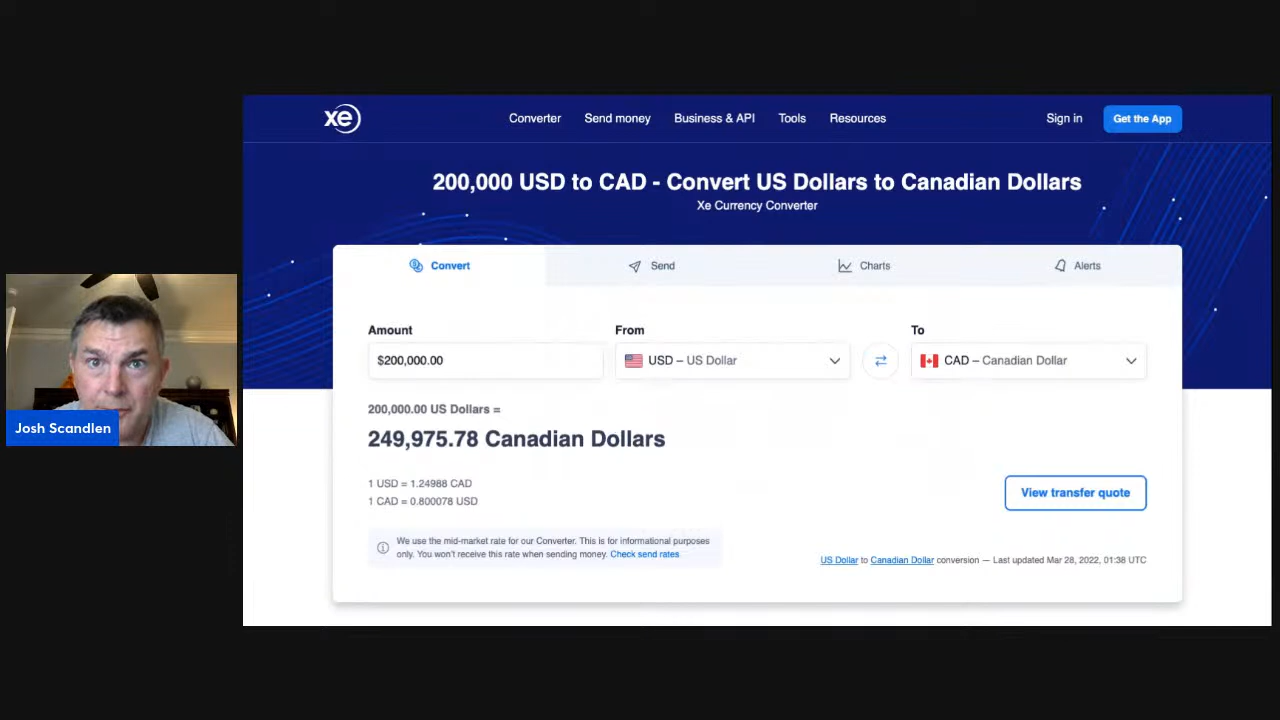 xe
Converter
Send money
Business & API
Tools
Resources
Sign in
Get the App
200,000 USD to CAD - Convert US Dollars to Canadian Dollars
Xe Currency Converter
Convert
Send
Charts
Alerts
Amount
From
To
$200,000.00
USD – US Dollar
CAD – Canadian Dollar
200,000.00 US Dollars =
249,975.78 Canadian Dollars
1 USD = 1.24988 CAD
1 CAD = 0.800078 USD
View transfer quote
We use the mid-market rate for our Converter. This is for informational purposes
only. You won't receive this rate when sending money. Check send rates.
US Dollar to Canadian Dollar conversion — Last updated Mar 28, 2022, 01:38 UTC
Josh Scandlen